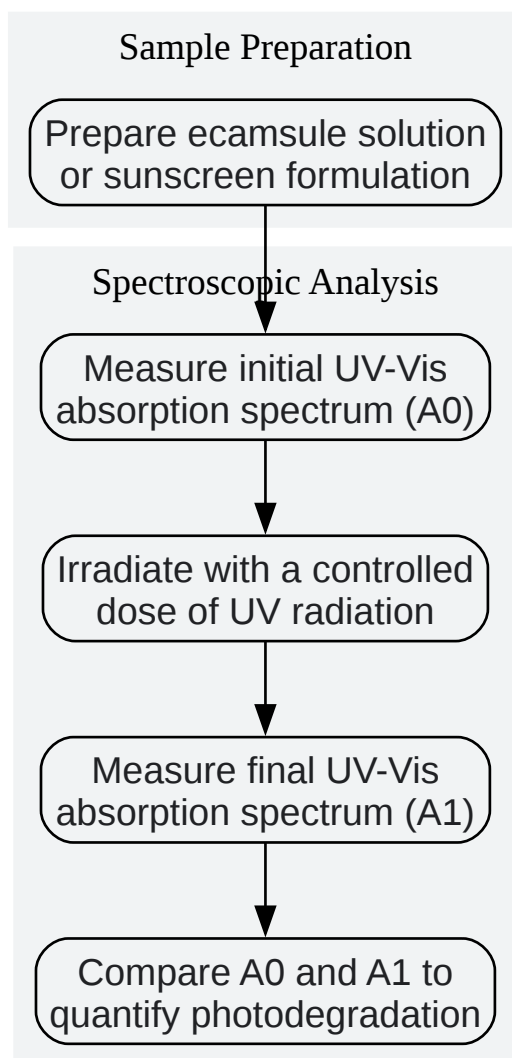 Sample Preparation
Prepare ecamsule solution
or sunscreen formulation
Spectroscopic Analysis
Measure initial UV-Vis
absorption spectrum (A0)
Irradiate with a controlled
dose of UV radiation
Measure final UV-Vis
absorption spectrum (A1)
Compare A0 and A1 to
quantify photodegradation